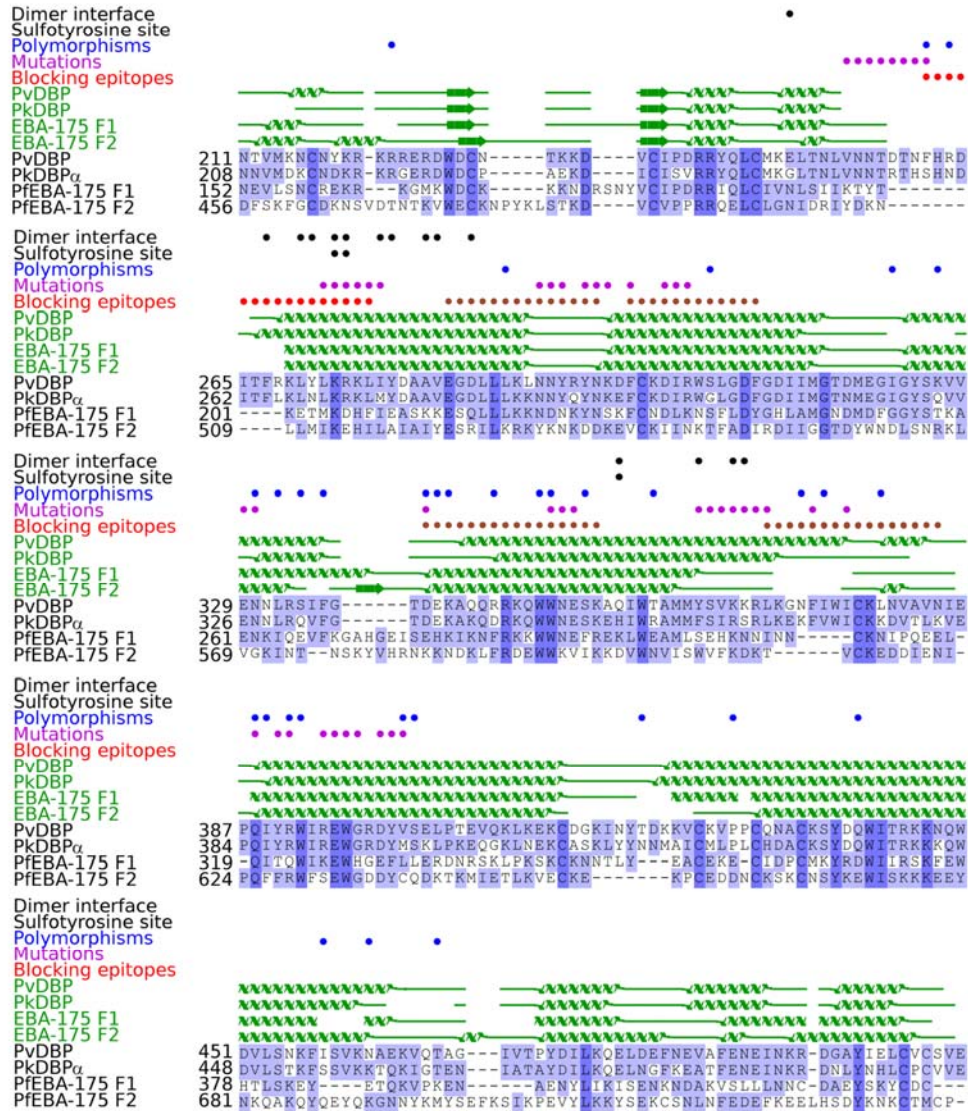 Dimer interface
Sulfotyrosine site
Polymorphisms
Mutations
Blocking epitopes
PvDBP
PkDBP
EBA-175 F1
EBA-175 F2
PvDBP 211 NTVMKNCNYKR-KRRERDWDCN-----TKKD----VCIPDRRYQLCMKELTNLVNNTDTNFHRD
PkDBPα 208 NNVMDKCNDKR-KRGERDWDCP-----AEKD----VCISVRRYQLCMKGLTNLVNNTRTHSHND
PfEBA-175 F1 152 NEVLSNCREKR---KGMKWDCK-----KKNDRSNYVCIPDRRIQLCIVNLSIIKTYT-------
PfEBA-175 F2 456 DFSKFGCDKNSVDTNTKVWECKNPYKLSTKD----VCVPPRRQELCLGNIDRIYDKN-------
Dimer interface
Sulfotyrosine site
Polymorphisms
Mutations
Blocking epitopes
PvDBP
PkDBP
EBA-175 F1
EBA-175 F2
PvDBP 265 ITFRKLYLKRKLIYDAAVEGDLLLKLNNYRYNKDFCKDIRWSLGDFGDIIMGTDMEGIGYSKVV
PkDBPα 262 ITFLKLNLKRKLMYDAAVEGDLLLKKNNYQYNKEFCKDIRWGLGDFGDIIMGTDMEGIGYSQVV
PfEBA-175 F1 201 ----KETMKDHFIEASKKESQLLLKKNDNKYNSKFCNDLKNSFLDYGHLAMGNDMDFGGYSTKA
PfEBA-175 F2 509 ----LLMIKEHILAIAIYESRILKRKYKNKDDKEVCKIINKTFADIRDIIGGTDYWNDLSNRKL
Dimer interface
Sulfotyrosine site
Polymorphisms
Mutations
Blocking epitopes
PvDBP
PkDBP
EBA-175 F1
EBA-175 F2
PvDBP 329 ENNLRSIFG------TDEKAQQRRKQWWNESKAQIWTAMMYSVKKRLKGNFIWICKLNVAVNIE
PkDBPα 326 ENNLRQVFG------TDEKAKQDRKQWWNESKEHIWRAMMFSIRSRLKEKFVWICKKDVTLKVE
PfEBA-175 F1 261 ENKIQEVFKGAHGEISEHKIKNFRKKWWNEFREKLWEAMLSEHKNNINN-----CKNIPQEEL-
PfEBA-175 F2 569 VGKINT--NSKYVHRNKKNDKLFRDEWWKVIKKDVWNVISWVFKDKT------VCKEDDIENI-
Dimer interface
Sulfotyrosine site
Polymorphisms
Mutations
Blocking epitopes
PvDBP
PkDBP
EBA-175 F1
EBA-175 F2
PvDBP 387 PQIYRWIREWGRDYVSELPTEVQKLKEKCDGKINYTDKKVCKVPPCQNACKSYDQWITRKKNQW
PkDBPα 384 PQIYRWIREWGRDYMSKLPKEQGKLNEKCASKLYYNNMAICMLPLCHDACKSYDQWITRKKNQW
PfEBA-175 F1 319 -QITQWIKEWHGEFLLERDNRSKLPKSKCKNNTLY---EACEKE-CIDPCMKYRDWIIRSKFEW
PfEBA-175 F2 624 PQFFRWFSEWGDDYCQDKTKMIETLKVECKE-------KPCEDDNCKSKCNSYKEWISKKKEEY
Dimer interface
Sulfotyrosine site
Polymorphisms
Mutations
Blocking epitopes
PvDBP
PkDBP
EBA-175 F1
EBA-175 F2
PvDBP 451 DVLSNKFISVKNAEKVQTAG---IVTPYDILKQELDEFNEVAFENEINKR-DGAYIELCVCSVE
PkDBPα 448 DVLSTKFSSVKKTQKIGTEN---IATAYDILKQELNGFKEATFENEINKR-DNLYNHLCPCVVE
PfEBA-175 F1 378 HTLSKEY----ETQKVPKEN------AENYLIKISENKNDAKVSLLLNNC-DAEYSKYCDC---
PfEBA-175 F2 681 NKQAKQYQEYQKGNNYKMYSEFKSIKPEVYLKKYSEKCSNLNFEDEFKEELHSDYKNKCTMCP-